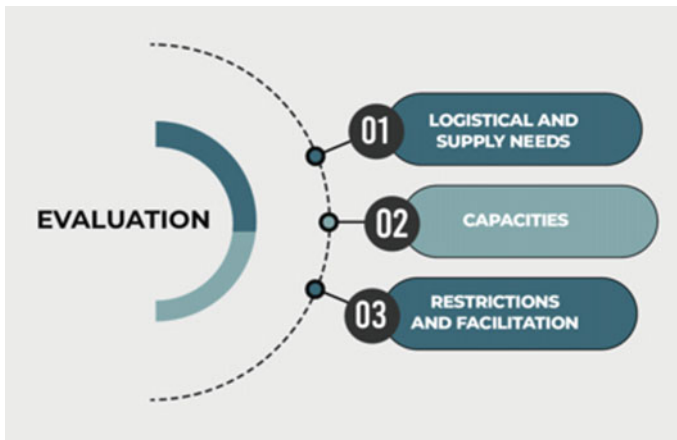 EVALUATION
01
LOGISTICAL AND
SUPPLY NEEDS
02
CAPACITIES
03
RESTRICTIONS
AND FACILITATION